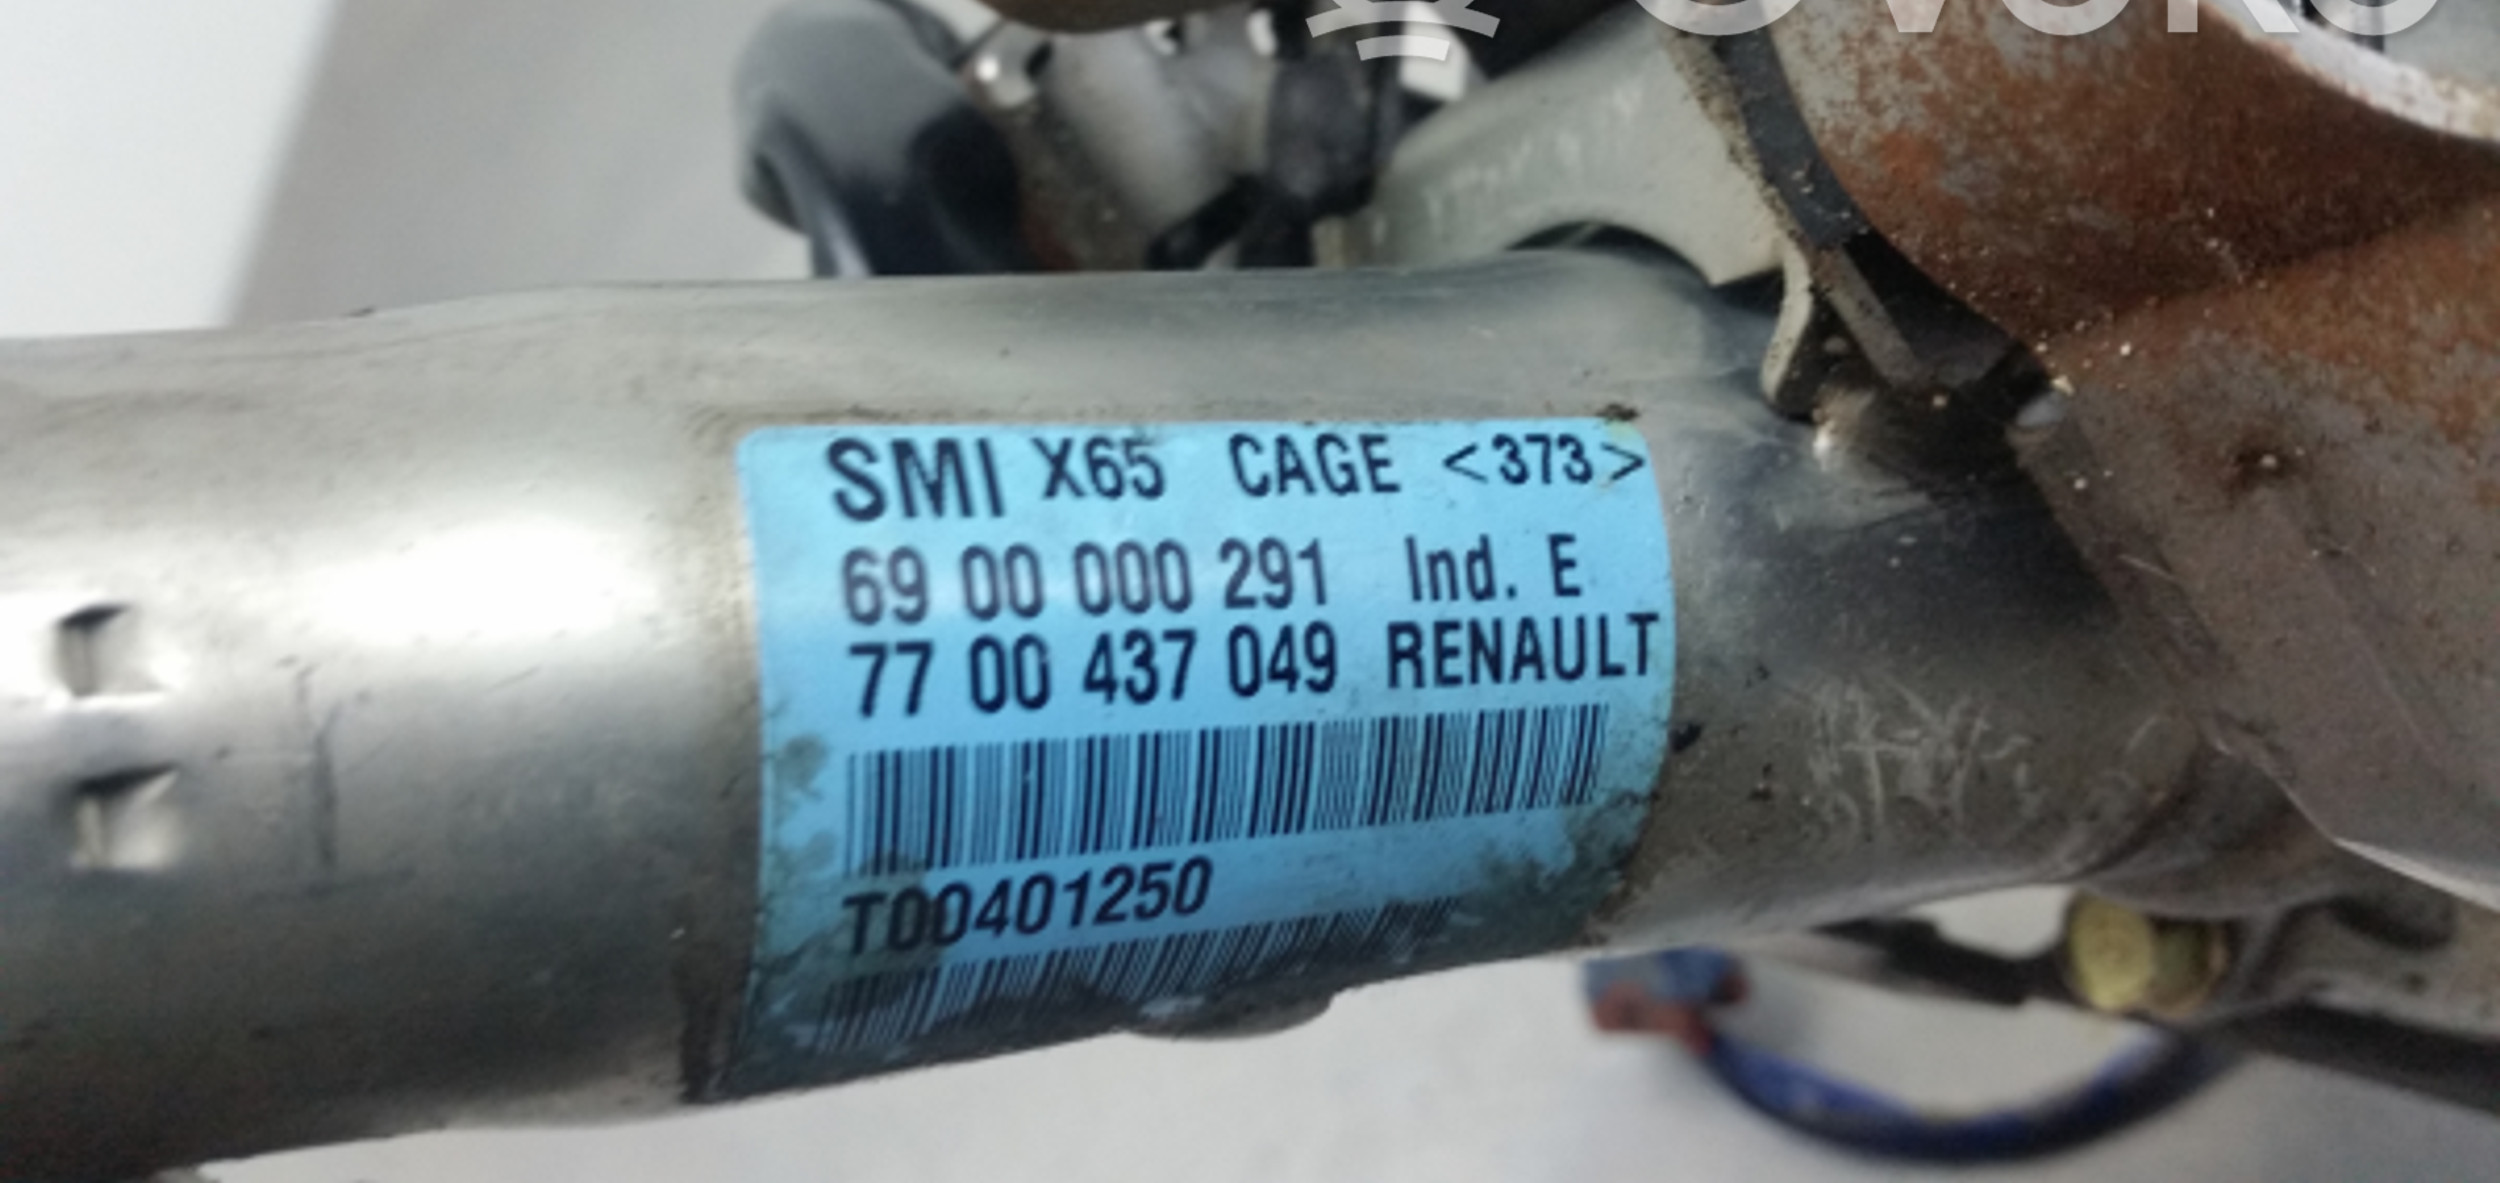 SMI X65 CAGE <373>
69 00 000 291 Ind. E
77 00 437 049 RENAULT
T00401250